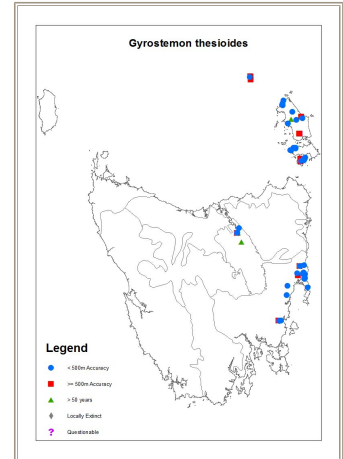 Gyrostemon thesioides
Legend
< 500m Accuracy
>= 500m Accuracy
> 50 years
Locally Extinct
? Questionable